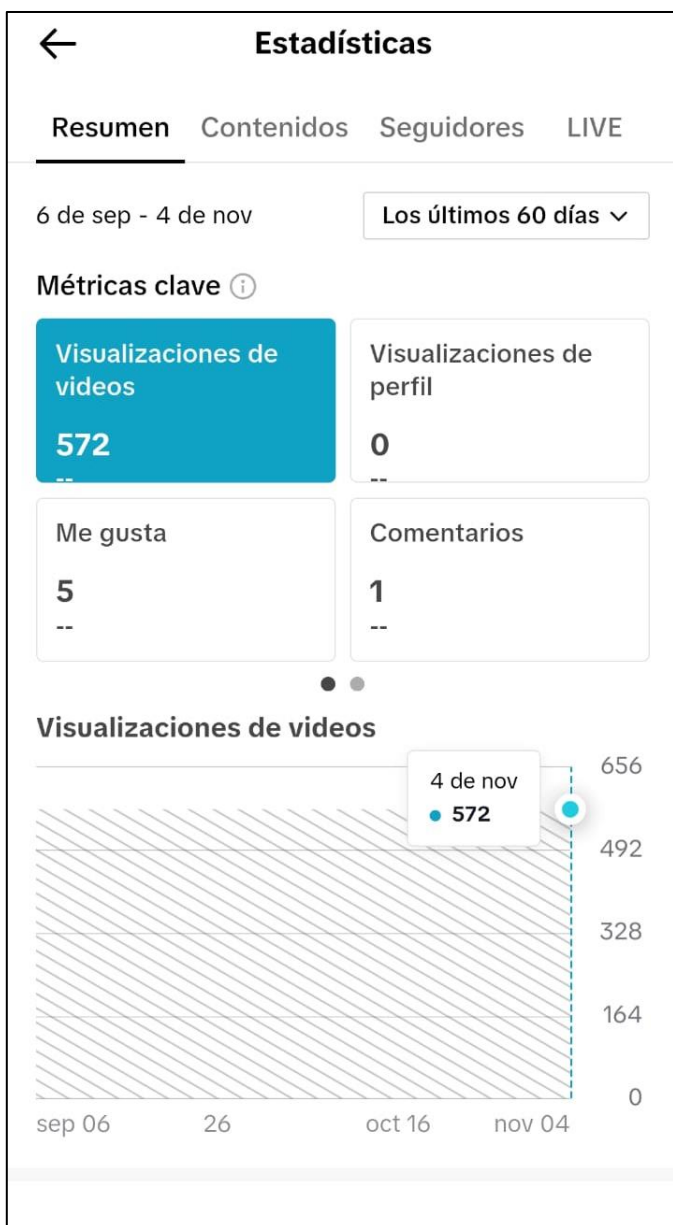 Estadísticas
Resumen Contenidos Seguidores LIVE
6 de sep - 4 de nov
Los últimos 60 días
Métricas clave
Visualizaciones de
videos
572
--
Visualizaciones de
perfil
0
--
Me gusta
5
--
Comentarios
1
--
Visualizaciones de videos
4 de nov
572
656
492
328
164
0
sep 06 26 oct 16 nov 04